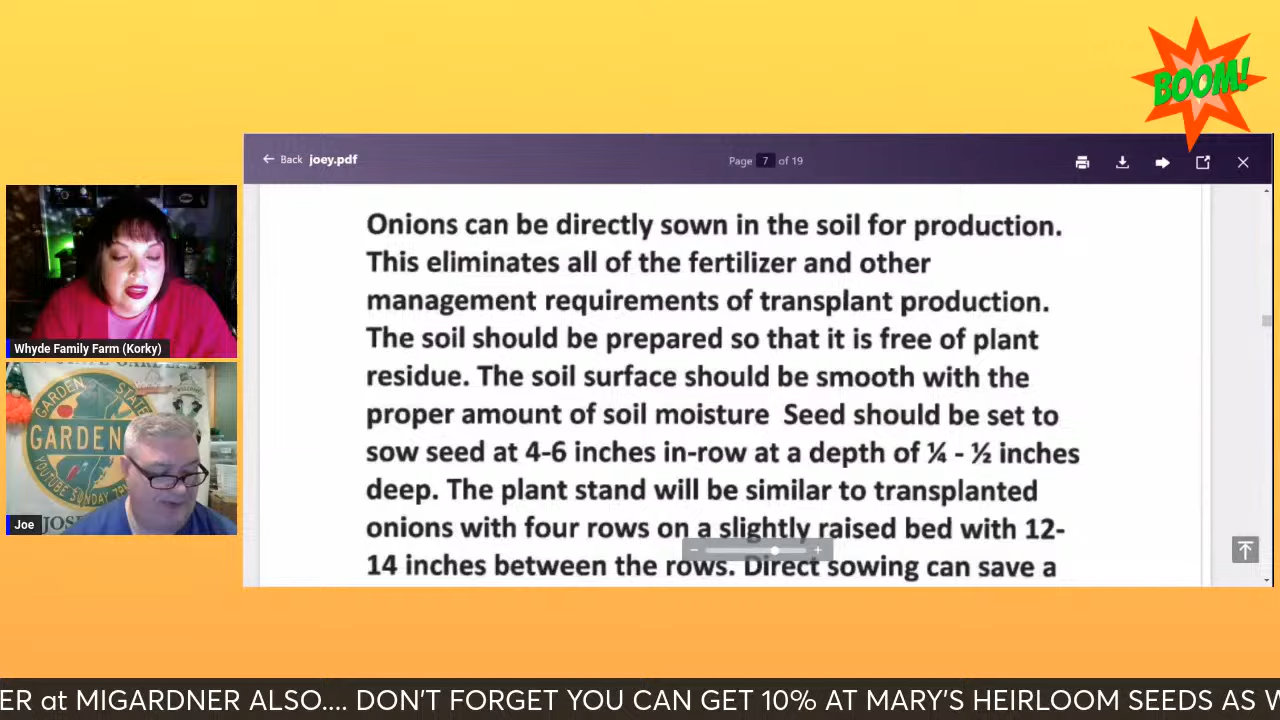 BOOM!
Back joey.pdf
Page 7 of 19
Onions can be directly sown in the soil for production.
This eliminates all of the fertilizer and other
management requirements of transplant production.
The soil should be prepared so that it is free of plant
residue. The soil surface should be smooth with the
proper amount of soil moisture  Seed should be set to
sow seed at 4-6 inches in-row at a depth of ¼ - ½ inches
deep. The plant stand will be similar to transplanted
onions with four rows on a slightly raised bed with 12-
14 inches between the rows. Direct sowing can save a
Whyde Family Farm (Korky)
GARDEN STATE
GARDEN
YOUTUBE SUNDAY 7P
JOS
Joe
ER at MIGARDNER ALSO.... DON'T FORGET YOU CAN GET 10% AT MARY'S HEIRLOOM SEEDS AS W